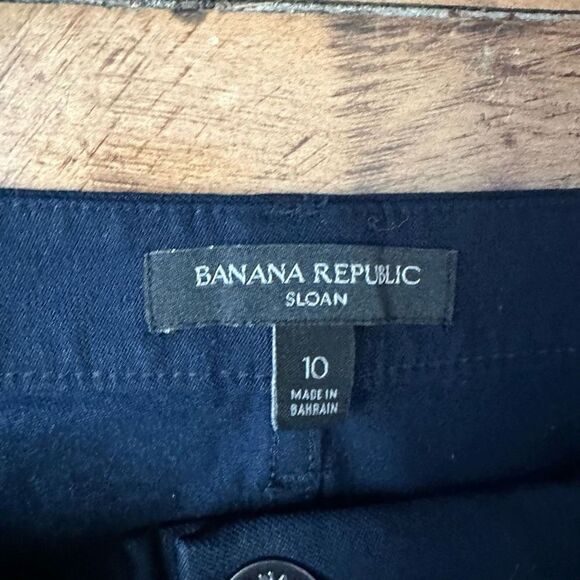 BANANA REPUBLIC
SLOAN
10
MADE IN
BAHRAIN